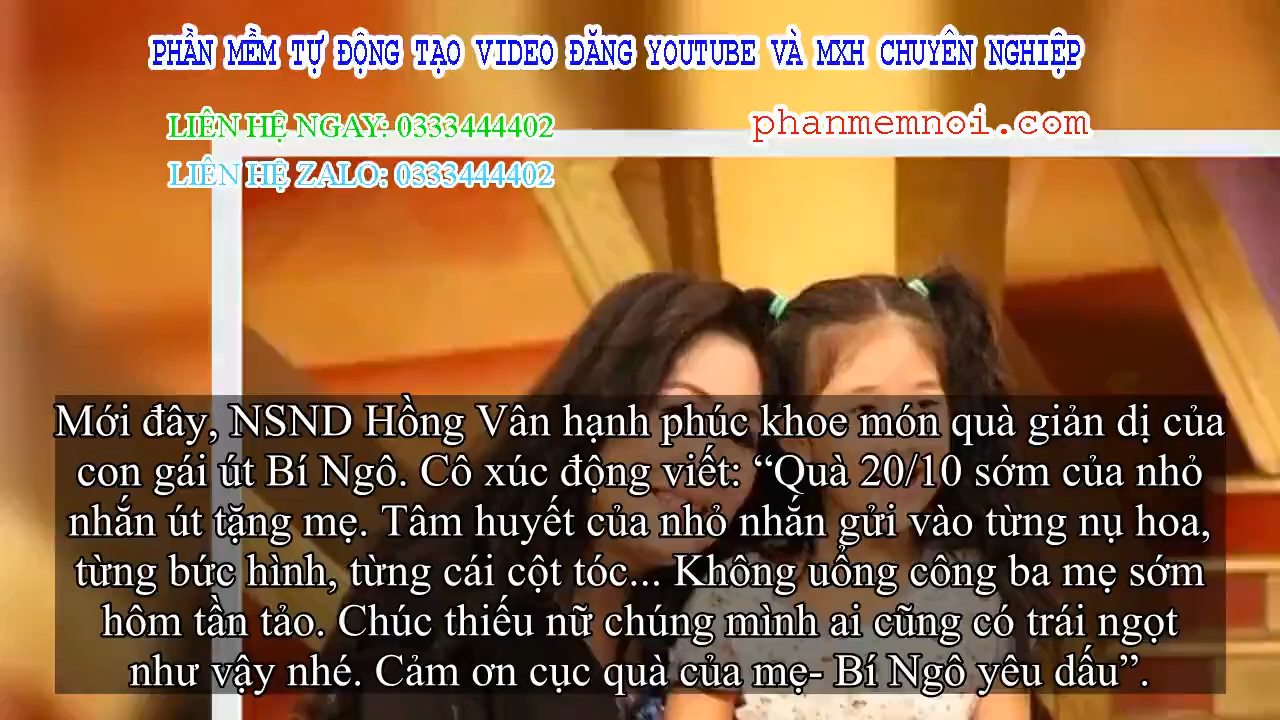 PHẦN MỀM TỰ ĐỘNG TẠO VIDEO ĐĂNG YOUTUBE VÀ MXH CHUYÊN NGHIỆP
LIÊN HỆ NGAY: 0333444402
phanmemnoi.com
LIÊN HỆ ZALO: 0333444402
Mới đây, NSND Hồng Vân hạnh phúc khoe món quà giản dị của
con gái út Bí Ngô. Cô xúc động viết: “Quà 20/10 sớm của nhỏ
nhắn út tặng mẹ. Tâm huyết của nhỏ nhắn gửi vào từng nụ hoa,
từng bức hình, từng cái cột tóc... Không uổng công ba mẹ sớm
hôm tần tảo. Chúc thiếu nữ chúng mình ai cũng có trái ngọt
như vậy nhé. Cảm ơn cục quà của mẹ- Bí Ngô yêu dấu”.